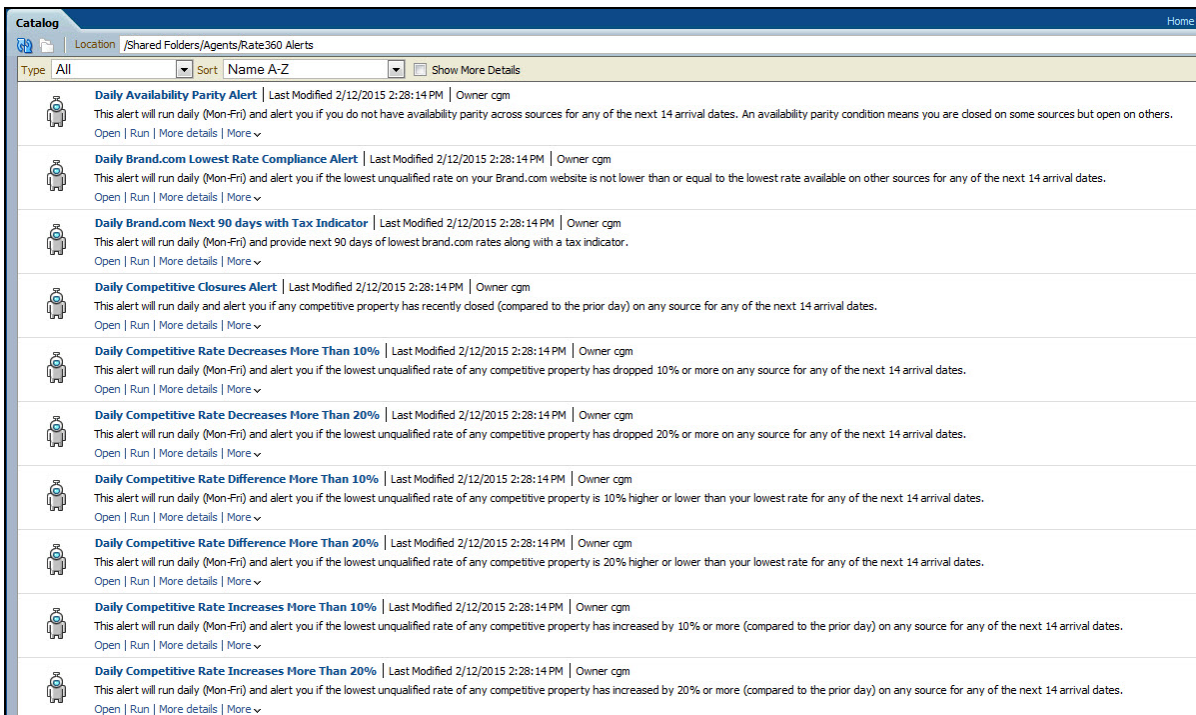 Catalog
Home
Location /Shared Folders/Agents/Rate360 Alerts
Type All Sort Name A-Z Show More Details
Daily Availability Parity Alert | Last Modified 2/12/2015 2:28:14 PM | Owner cgm
This alert will run daily (Mon-Fri) and alert you if you do not have availability parity across sources for any of the next 14 arrival dates. An availability parity condition means you are closed on some sources but open on others.
Open | Run | More details | More
Daily Brand.com Lowest Rate Compliance Alert | Last Modified 2/12/2015 2:28:14 PM | Owner cgm
This alert will run daily (Mon-Fri) and alert you if the lowest unqualified rate on your Brand.com website is not lower than or equal to the lowest rate available on other sources for any of the next 14 arrival dates.
Open | Run | More details | More
Daily Brand.com Next 90 days with Tax Indicator | Last Modified 2/12/2015 2:28:14 PM | Owner cgm
This alert will run daily (Mon-Fri) and provide next 90 days of lowest brand.com rates along with a tax indicator.
Open | Run | More details | More
Daily Competitive Closures Alert | Last Modified 2/12/2015 2:28:14 PM | Owner cgm
This alert will run daily and alert you if any competitive property has recently closed (compared to the prior day) on any source for any of the next 14 arrival dates.
Open | Run | More details | More
Daily Competitive Rate Decreases More Than 10% | Last Modified 2/12/2015 2:28:14 PM | Owner cgm
This alert will run daily (Mon-Fri) and alert you if the lowest unqualified rate of any competitive property has dropped 10% or more on any source for any of the next 14 arrival dates.
Open | Run | More details | More
Daily Competitive Rate Decreases More Than 20% | Last Modified 2/12/2015 2:28:14 PM | Owner cgm
This alert will run daily (Mon-Fri) and alert you if the lowest unqualified rate of any competitive property has dropped 20% or more on any source for any of the next 14 arrival dates.
Open | Run | More details | More
Daily Competitive Rate Difference More Than 10% | Last Modified 2/12/2015 2:28:14 PM | Owner cgm
This alert will run daily (Mon-Fri) and alert you if the lowest unqualified rate of any competitive property is 10% higher or lower than your lowest rate for any of the next 14 arrival dates.
Open | Run | More details | More
Daily Competitive Rate Difference More Than 20% | Last Modified 2/12/2015 2:28:14 PM | Owner cgm
This alert will run daily (Mon-Fri) and alert you if the lowest unqualified rate of any competitive property is 20% higher or lower than your lowest rate for any of the next 14 arrival dates.
Open | Run | More details | More
Daily Competitive Rate Increases More Than 10% | Last Modified 2/12/2015 2:28:14 PM | Owner cgm
This alert will run daily (Mon-Fri) and alert you if the lowest unqualified rate of any competitive property has increased by 10% or more (compared to the prior day) on any source for any of the next 14 arrival dates.
Open | Run | More details | More
Daily Competitive Rate Increases More Than 20% | Last Modified 2/12/2015 2:28:14 PM | Owner cgm
This alert will run daily (Mon-Fri) and alert you if the lowest unqualified rate of any competitive property has increased by 20% or more (compared to the prior day) on any source for any of the next 14 arrival dates.
Open | Run | More details | More